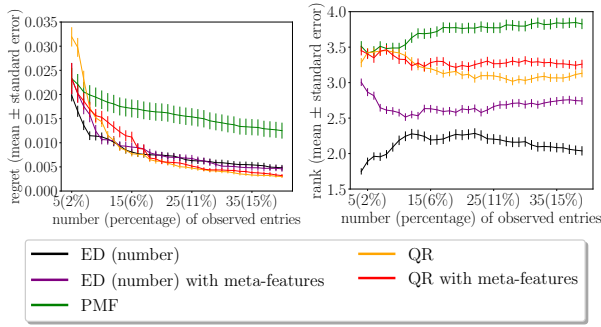 0.035
0.030
0.025
0.020
0.015
0.010
0.005
0.000
regret (mean ± standard error)
5(2%) 15(6%) 25(11%) 35(15%)
number (percentage) of observed entries
4.0
3.5
3.0
2.5
2.0
1.5
rank (mean ± standard error)
5(2%) 15(6%) 25(11%) 35(15%)
number (percentage) of observed entries
ED (number)
ED (number) with meta-features
PMF
QR
QR with meta-features